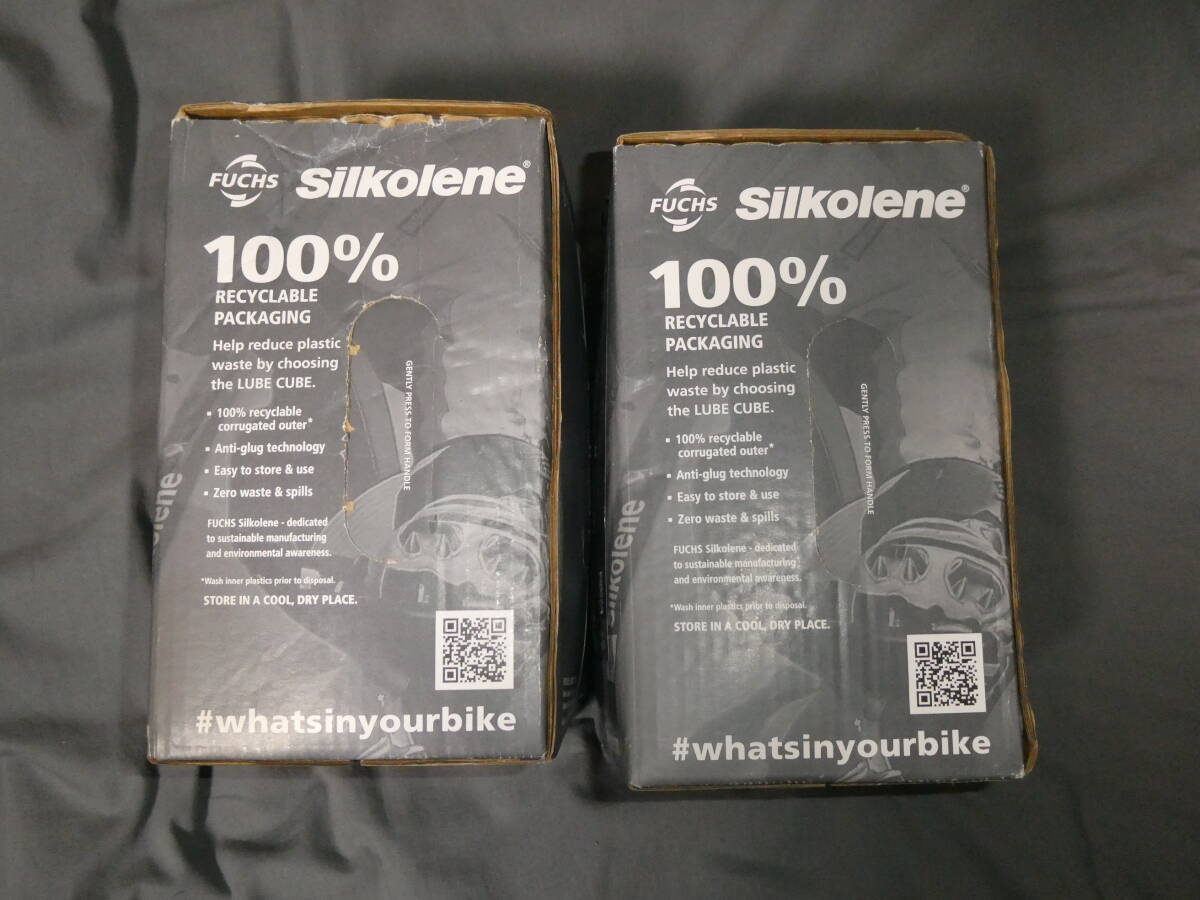 FUCHS Silkolene®
100%
RECYCLABLE
PACKAGING
Help reduce plastic
waste by choosing
the LUBE CUBE.
• 100% recyclable
corrugated outer*
• Anti-glug technology
• Easy to store & use
• Zero waste & spills
FUCHS Silkolene - dedicated
to sustainable manufacturing
and environmental awareness.
*Wash inner plastics prior to disposal.
STORE IN A COOL, DRY PLACE.
GENTLY PRESS-TO-FORM HANDLE
#whatsinyourbike
Silkolene
FUCHS Silkolene®
100%
RECYCLABLE
PACKAGING
Help reduce plastic
waste by choosing
the LUBE CUBE.
• 100% recyclable
corrugated outer*
• Anti-glug technology
• Easy to store & use
• Zero waste & spills
FUCHS Silkolene - dedicated
to sustainable manufacturing
and environmental awareness.
*Wash inner plastics prior to disposal.
STORE IN A COOL, DRY PLACE.
GENTLY PRESS-TO-FORM HANDLE
#whatsinyourbike
Silkolene